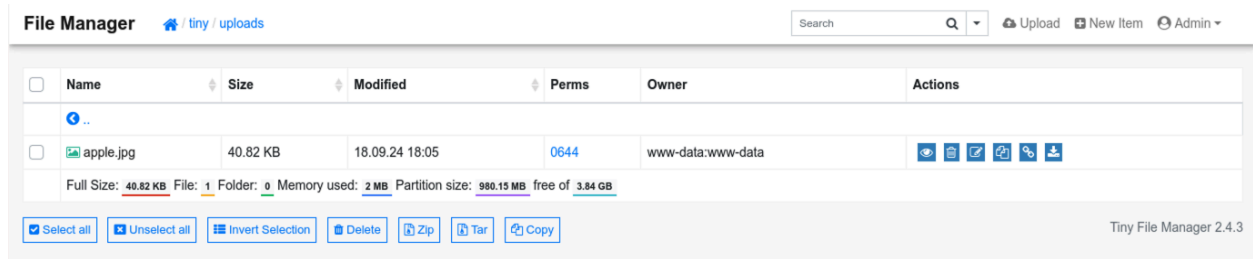 File Manager / tiny / uploads Search Upload New Item Admin
Name Size Modified Perms Owner Actions
..
apple.jpg 40.82 KB 18.09.24 18:05 0644 www-data:www-data
Full Size: 40.82 KB File: 1 Folder: 0 Memory used: 2 MB Partition size: 980.15 MB free of 3.84 GB
Select all Unselect all Invert Selection Delete Zip Tar Copy Tiny File Manager 2.4.3